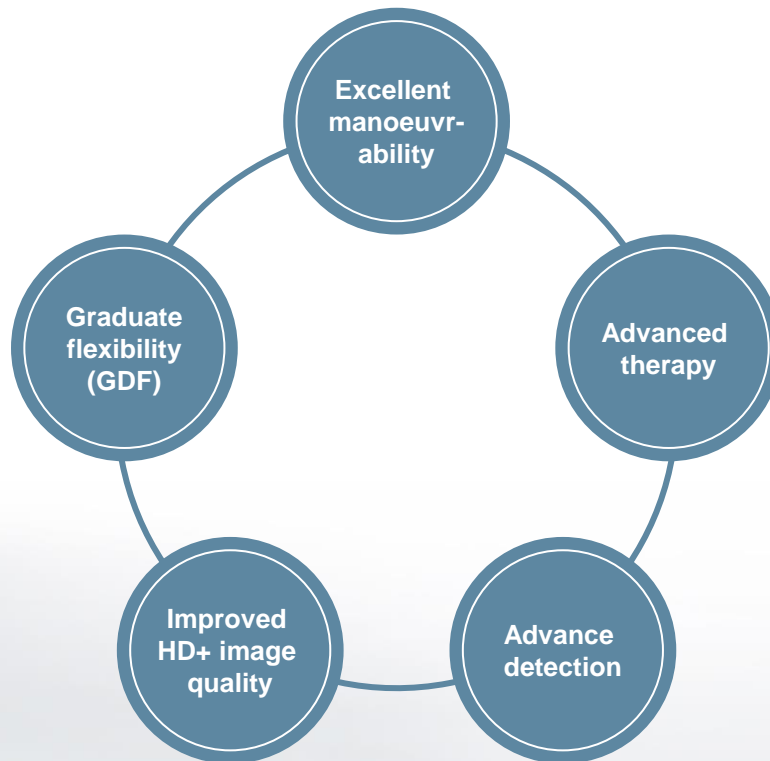 Excellent
manoeuvr-
ability
Advanced
therapy
Advance
detection
Improved
HD+ image
quality
Graduate
flexibility
(GDF)